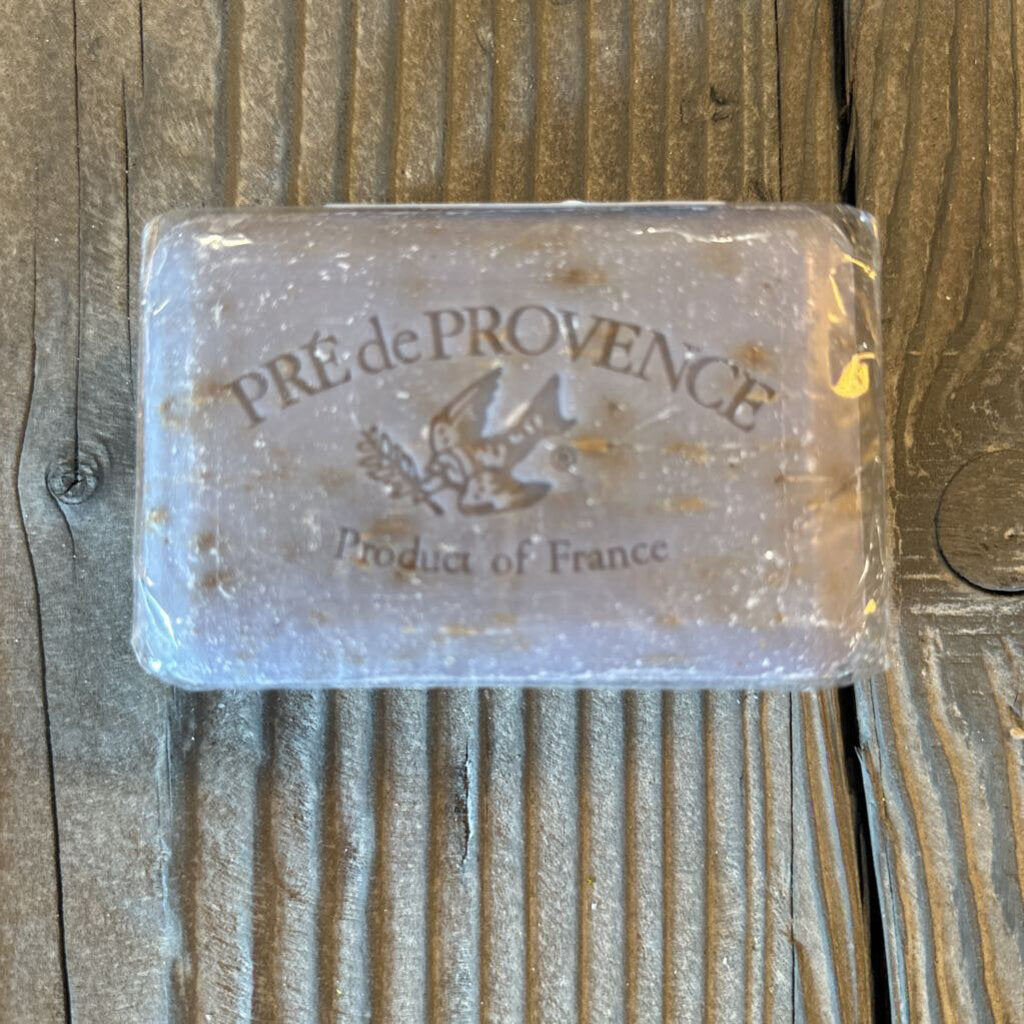 PRÉ de PROVENCE
®
Product of France